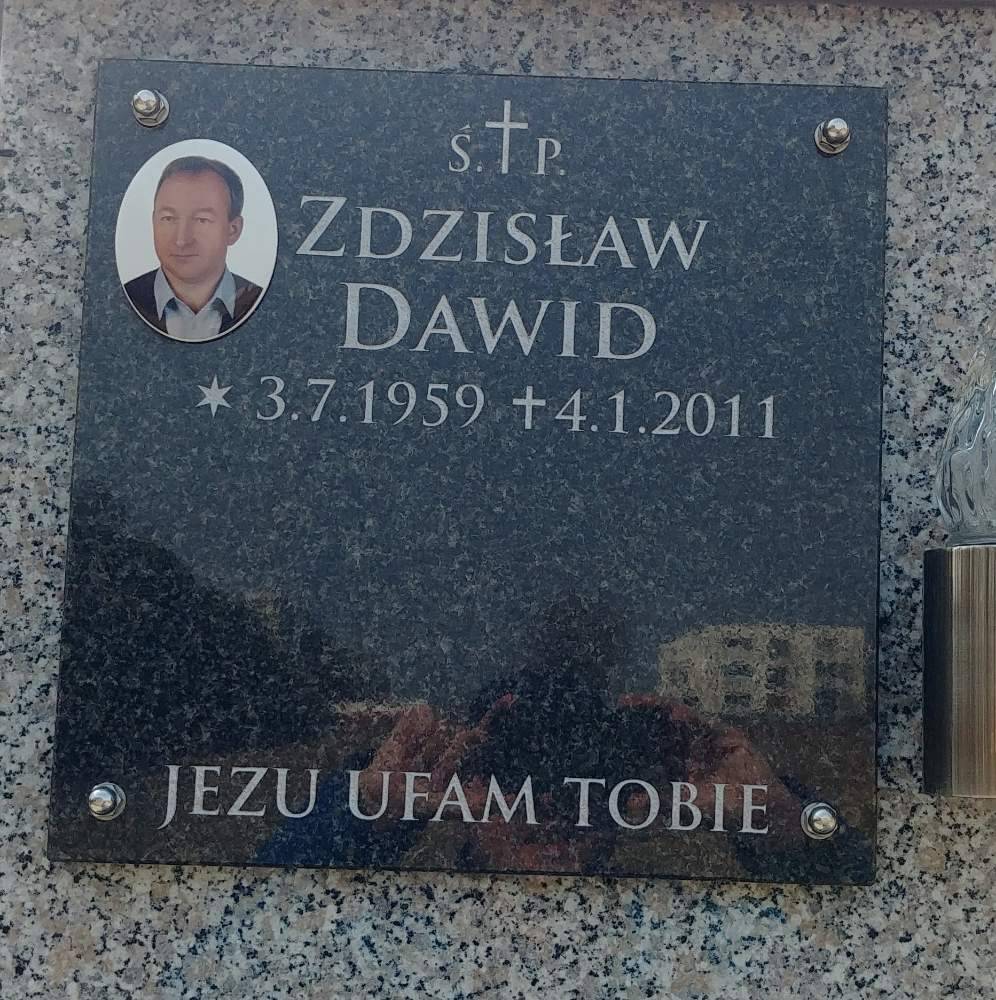 Ś. † P.
ZDZISŁAW
DAWID
✶ 3.7.1959 †4.1.2011
JEZU UFAM TOBIE